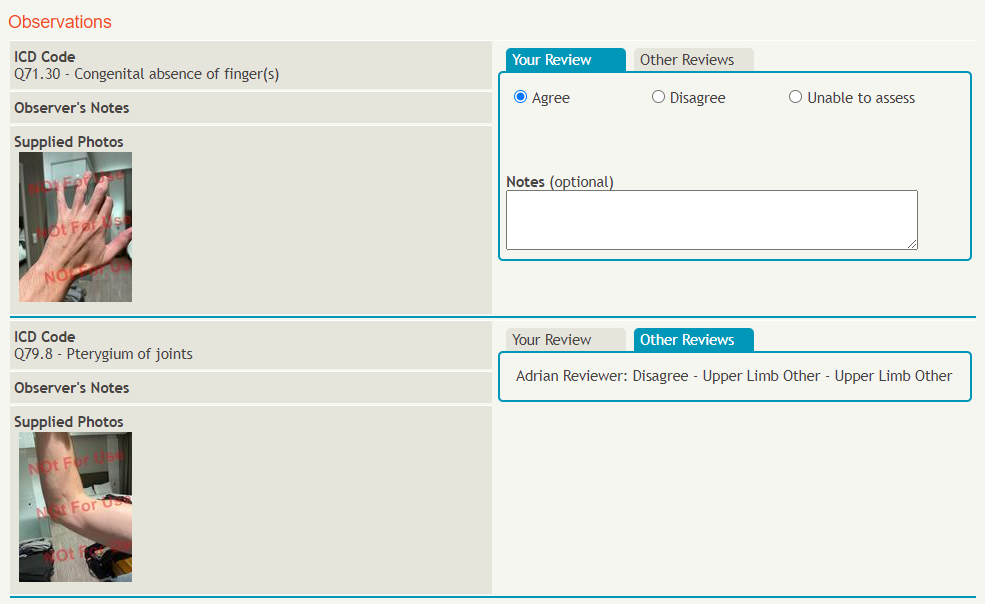 Observations
ICD Code
Q71.30 - Congenital absence of finger(s)
Observer's Notes
Supplied Photos
NOt For Use
NOt For Use
NOt For Use
Your Review
Other Reviews
Agree
Disagree
Unable to assess
Notes (optional)
ICD Code
Q79.8 - Pterygium of joints
Observer's Notes
Supplied Photos
NOt For Use
NOt For Use
NOt For Use
Your Review
Other Reviews
Adrian Reviewer: Disagree - Upper Limb Other - Upper Limb Other